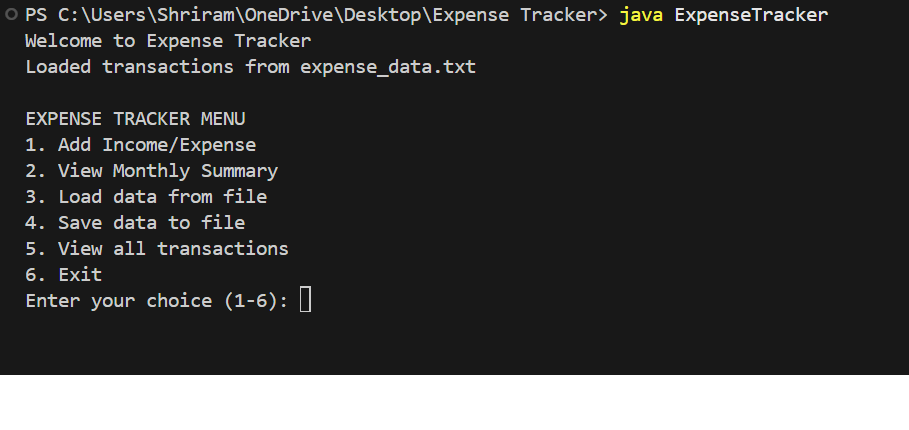 PS C:\Users\Shriram\OneDrive\Desktop\Expense Tracker> java ExpenseTracker
Welcome to Expense Tracker
Loaded transactions from expense_data.txt
EXPENSE TRACKER MENU
1. Add Income/Expense
2. View Monthly Summary
3. Load data from file
4. Save data to file
5. View all transactions
6. Exit
Enter your choice (1-6):